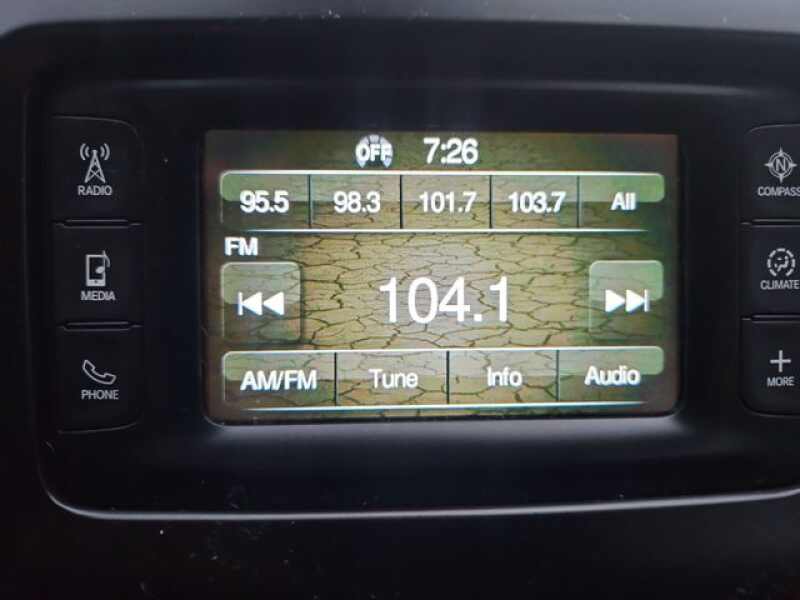 OFF 7:26
95.5 98.3 101.7 103.7 All
FM
104.1
AM/FM Tune Info Audio
RADIO
MEDIA
PHONE
N
COMPASS
CLIMATE
MORE